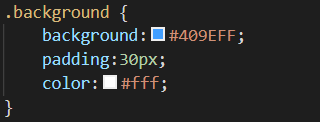 .background {
    background:#409EFF;
    padding:30px;
    color:#fff;
}